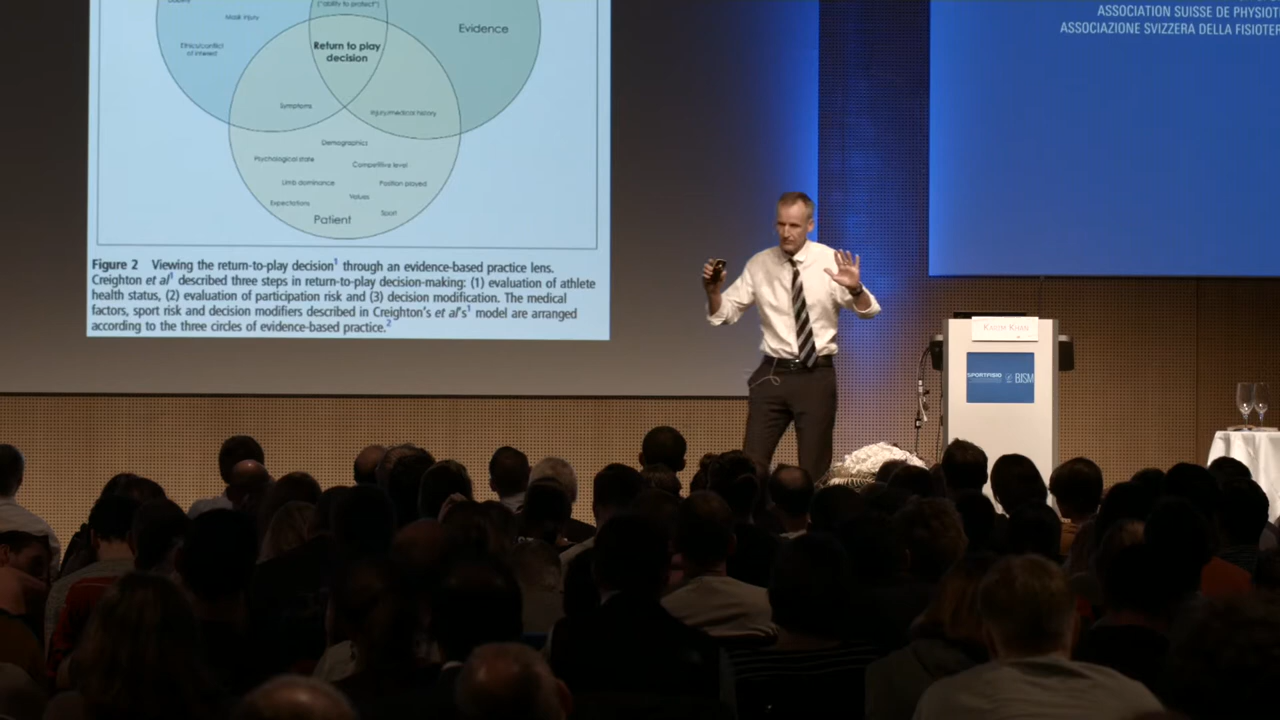 ("ability to protect")
Mask injury
Evidence
Ethics/conflict
of interest
Return to play
decision
Symptoms
Injury/medical history
Demographics
Psychological state
Competitive level
Limb dominance
Position played
Values
Expectations
Sport
Patient
Figure 2 Viewing the return-to-play decision1 through an evidence-based practice lens.
Creighton et al1 described three steps in return-to-play decision-making: (1) evaluation of athlete
health status, (2) evaluation of participation risk and (3) decision modification. The medical
factors, sport risk and decision modifiers described in Creighton's et al's1 model are arranged
according to the three circles of evidence-based practice.2
ASSOCIATION SUISSE DE PHYSIOT
ASSOCIAZIONE SVIZZERA DELLA FISIOTER
KARIM KHAN
SPORTFISIO
BJSM